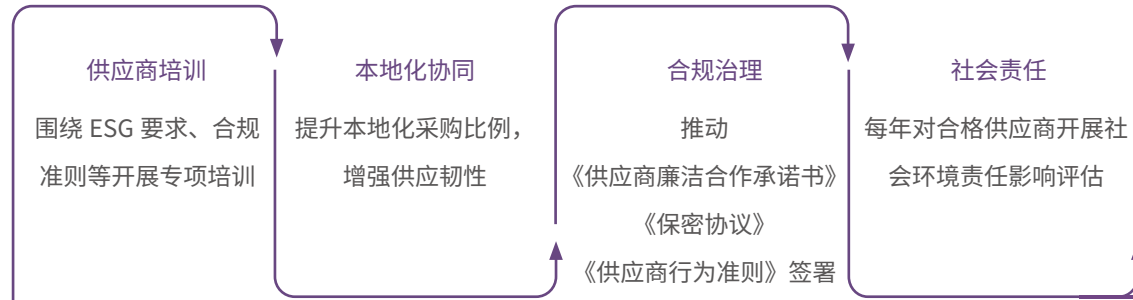 供应商培训
围绕 ESG 要求、合规
准则等开展专项培训
本地化协同
提升本地化采购比例，
增强供应韧性
合规治理
推动
《供应商廉洁合作承诺书》
《保密协议》
《供应商行为准则》签署
社会责任
每年对合格供应商开展社
会环境责任影响评估